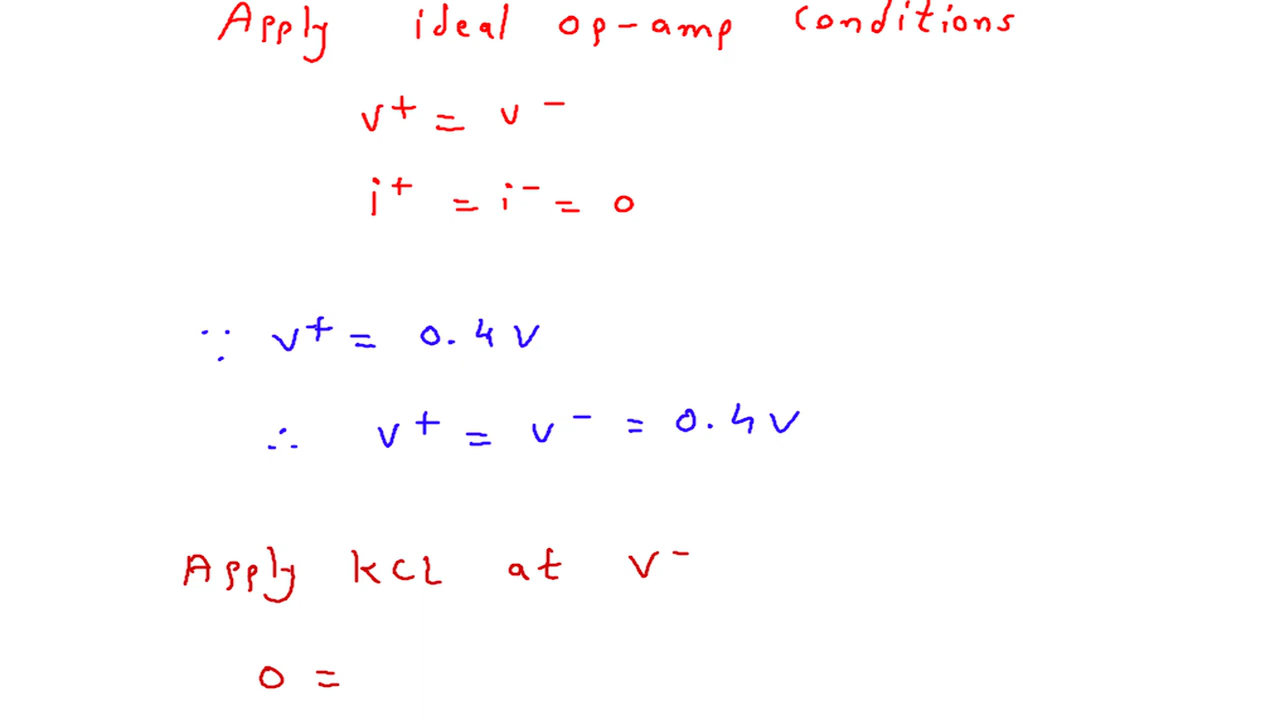 Apply ideal op-amp conditions
v⁺ = v⁻
i⁺ = i⁻ = 0
∵ v⁺ = 0.4 V
∴ v⁺ = v⁻ = 0.4 V
Apply KCL at V⁻
0 =